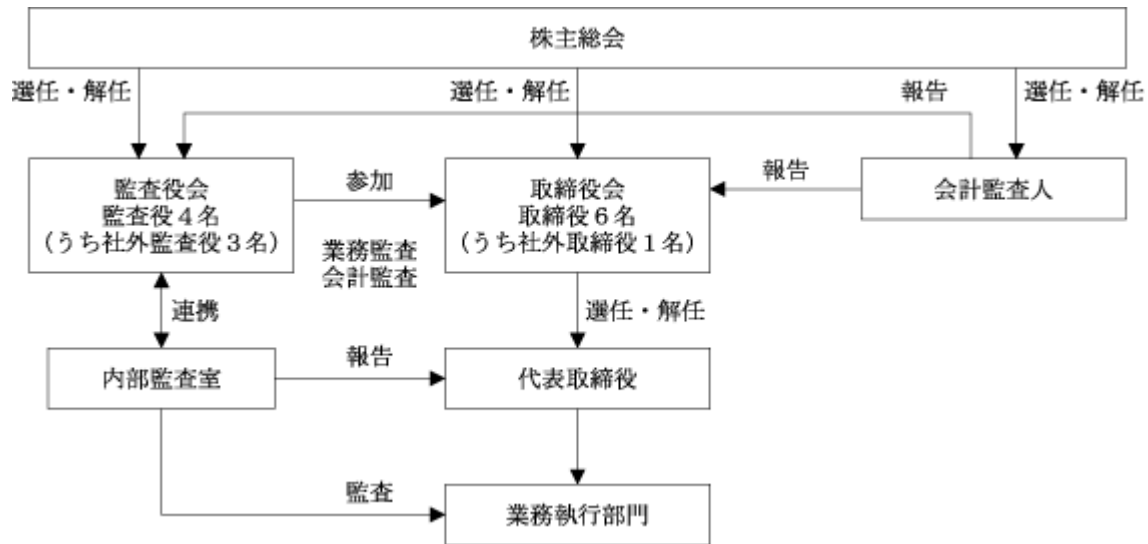 株主総会
選任・解任
選任・解任
報告
選任・解任
監査役会
監査役4名
(うち社外監査役3名)
参加
業務監査
会計監査
取締役会
取締役6名
(うち社外取締役1名)
報告
会計監査人
連携
選任・解任
内部監査室
報告
代表取締役
監査
業務執行部門